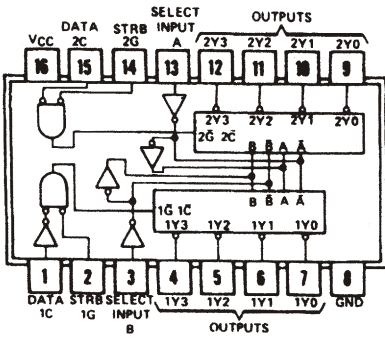 DATA 2C STRB 2G SELECT INPUT A OUTPUTS
VCC 2Y3 2Y2 2Y1 2Y0
16 15 14 13 12 11 10 9
2Y3 2Y2 2Y1 2Y0
2G̅ 2C̅
B B̅ A A̅
B B̅ A A̅
1G̅ 1C̅
1Y3 1Y2 1Y1 1Y0
1 2 3 4 5 6 7 8
DATA 1C STRB 1G SELECT INPUT B 1Y3 1Y2 1Y1 1Y0 GND
OUTPUTS